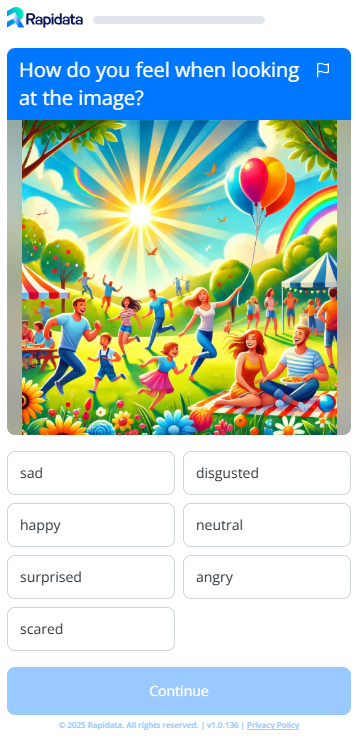 Rapidata
How do you feel when looking
at the image?
sad
disgusted
happy
neutral
surprised
angry
scared
Continue
© 2025 Rapidata. All rights reserved. | v1.0.136 | Privacy Policy